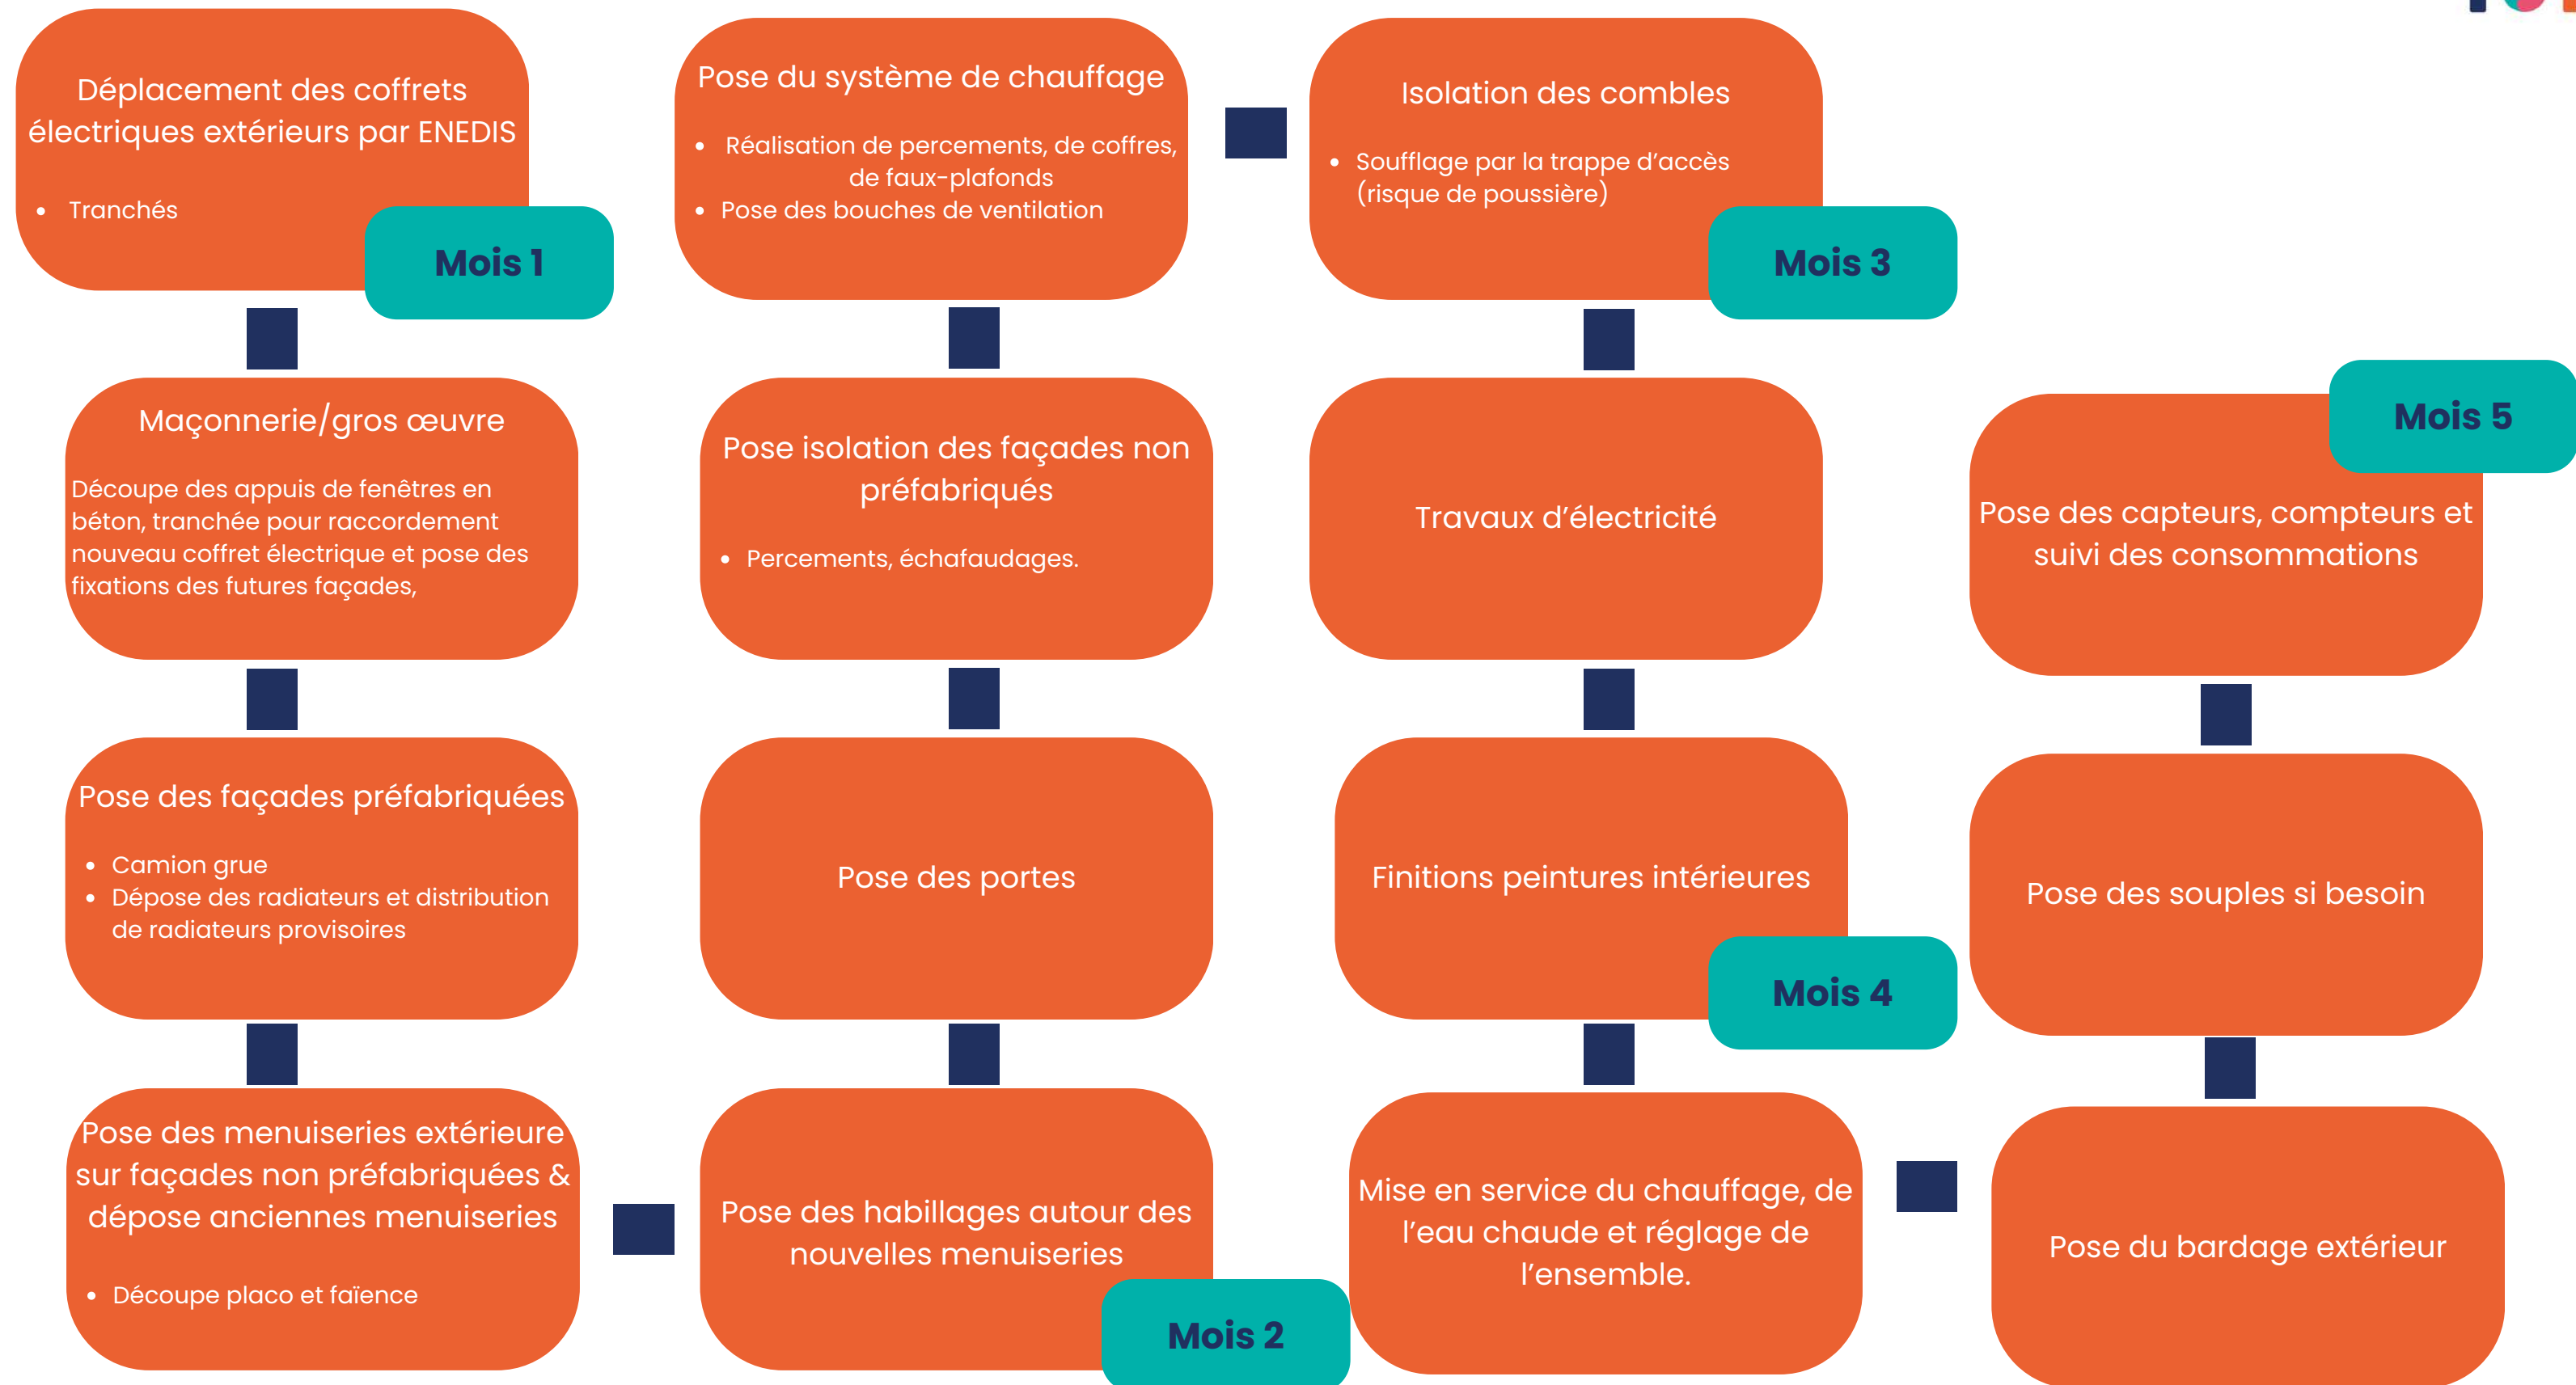 Déplacement des coffrets
électriques extérieurs par ENEDIS
• Tranchés
Mois 1
Maçonnerie/gros œuvre
Découpe des appuis de fenêtres en
béton, tranchée pour raccordement
nouveau coffret électrique et pose des
fixations des futures façades,
Pose des façades préfabriquées
• Camion grue
• Dépose des radiateurs et distribution
de radiateurs provisoires
Pose des menuiseries extérieure
sur façades non préfabriquées &
dépose anciennes menuiseries
• Découpe placo et faïence
Pose des habillages autour des
nouvelles menuiseries
Mois 2
Pose des portes
Pose isolation des façades non
préfabriqués
• Percements, échafaudages.
Pose du système de chauffage
• Réalisation de percements, de coffres,
de faux-plafonds
• Pose des bouches de ventilation
Isolation des combles
• Soufflage par la trappe d'accès
(risque de poussière)
Mois 3
Travaux d'électricité
Finitions peintures intérieures
Mois 4
Mise en service du chauffage, de
l'eau chaude et réglage de
l'ensemble.
Pose du bardage extérieur
Pose des souples si besoin
Mois 5
Pose des capteurs, compteurs et
suivi des consommations